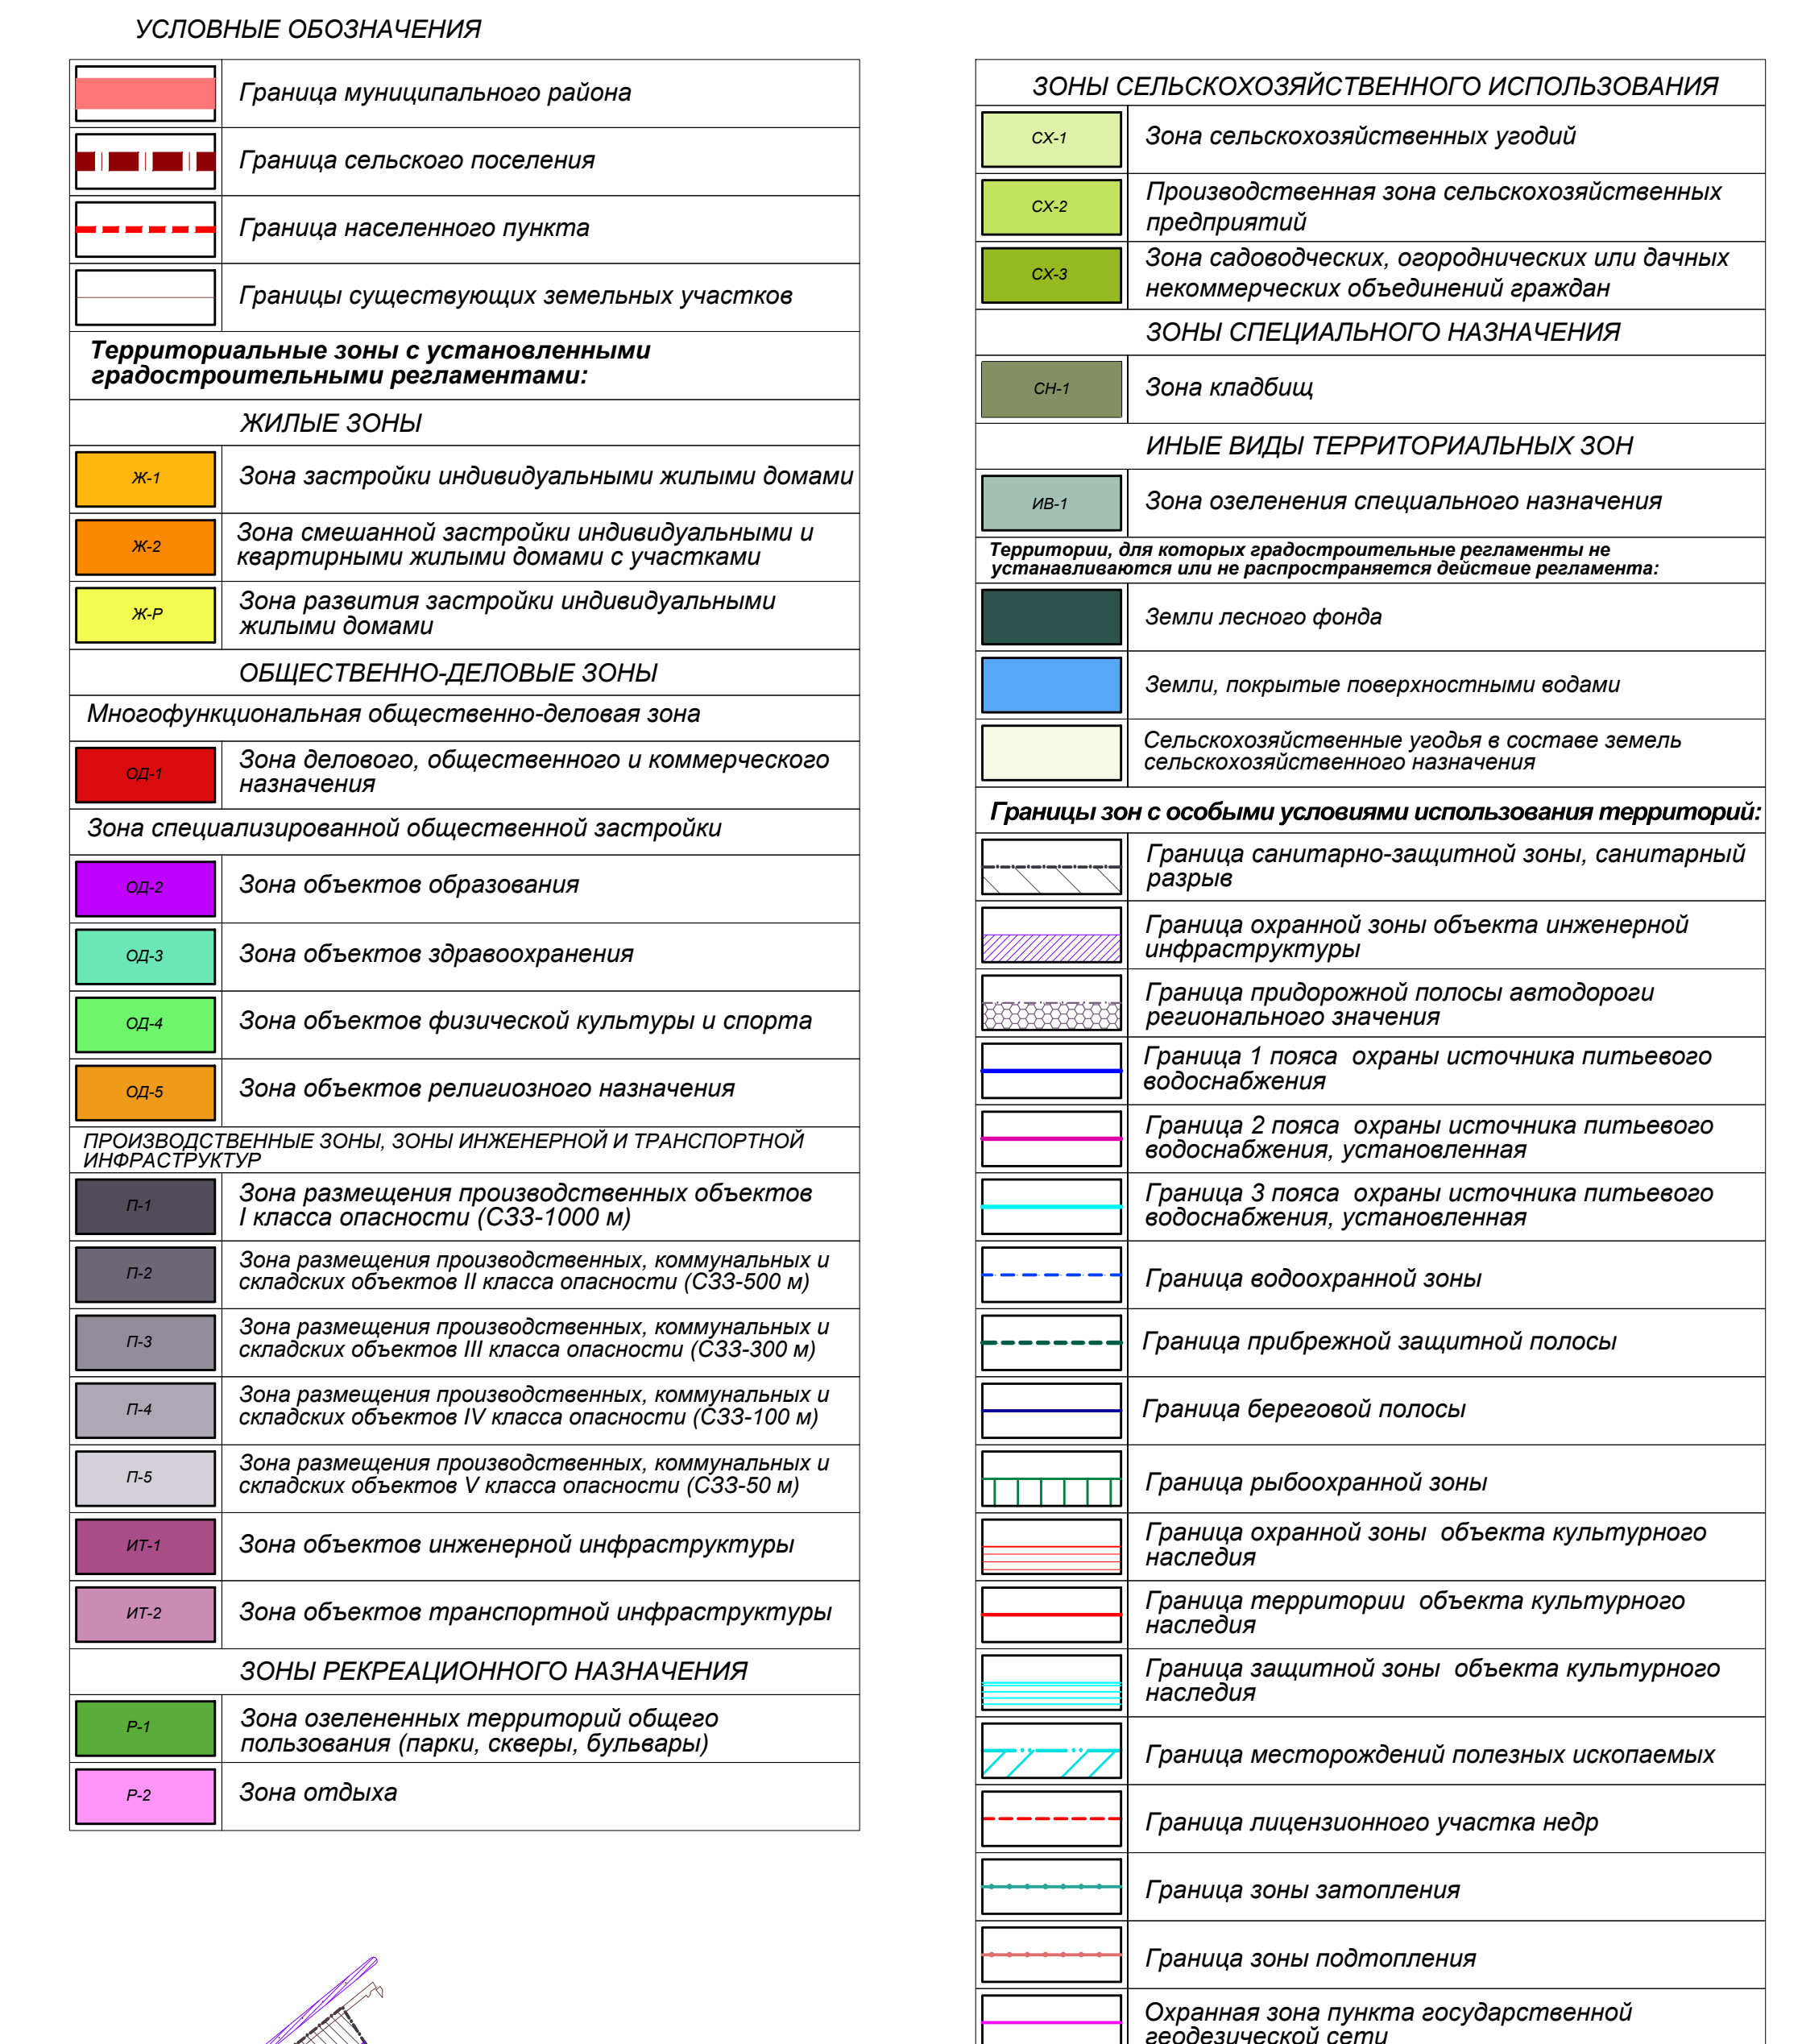 УСЛОВНЫЕ ОБОЗНАЧЕНИЯ
Граница муниципального района
Граница сельского поселения
Граница населенного пункта
Границы существующих земельных участков
Территориальные зоны с установленными
градостроительными регламентами:
ЖИЛЫЕ ЗОНЫ
Ж-1
Зона застройки индивидуальными жилыми домами
Ж-2
Зона смешанной застройки индивидуальными и
квартирными жилыми домами с участками
Ж-Р
Зона развития застройки индивидуальными
жилыми домами
ОБЩЕСТВЕННО-ДЕЛОВЫЕ ЗОНЫ
Многофункциональная общественно-деловая зона
ОД-1
Зона делового, общественного и коммерческого
назначения
Зона специализированной общественной застройки
ОД-2
Зона объектов образования
ОД-3
Зона объектов здравоохранения
ОД-4
Зона объектов физической культуры и спорта
ОД-5
Зона объектов религиозного назначения
ПРОИЗВОДСТВЕННЫЕ ЗОНЫ, ЗОНЫ ИНЖЕНЕРНОЙ И ТРАНСПОРТНОЙ
ИНФРАСТРУКТУР
П-1
Зона размещения производственных объектов
I класса опасности (СЗЗ-1000 м)
П-2
Зона размещения производственных, коммунальных и
складских объектов II класса опасности (СЗЗ-500 м)
П-3
Зона размещения производственных, коммунальных и
складских объектов III класса опасности (СЗЗ-300 м)
П-4
Зона размещения производственных, коммунальных и
складских объектов IV класса опасности (СЗЗ-100 м)
П-5
Зона размещения производственных, коммунальных и
складских объектов V класса опасности (СЗЗ-50 м)
ИТ-1
Зона объектов инженерной инфраструктуры
ИТ-2
Зона объектов транспортной инфраструктуры
ЗОНЫ РЕКРЕАЦИОННОГО НАЗНАЧЕНИЯ
Р-1
Зона озелененных территорий общего
пользования (парки, скверы, бульвары)
Р-2
Зона отдыха
ЗОНЫ СЕЛЬСКОХОЗЯЙСТВЕННОГО ИСПОЛЬЗОВАНИЯ
СХ-1
Зона сельскохозяйственных угодий
СХ-2
Производственная зона сельскохозяйственных
предприятий
СХ-3
Зона садоводческих, огороднических или дачных
некоммерческих объединений граждан
ЗОНЫ СПЕЦИАЛЬНОГО НАЗНАЧЕНИЯ
СН-1
Зона кладбищ
ИНЫЕ ВИДЫ ТЕРРИТОРИАЛЬНЫХ ЗОН
ИВ-1
Зона озеленения специального назначения
Территории, для которых градостроительные регламенты не
устанавливаются или не распространяется действие регламента:
Земли лесного фонда
Земли, покрытые поверхностными водами
Сельскохозяйственные угодья в составе земель
сельскохозяйственного назначения
Границы зон с особыми условиями использования территорий:
Граница санитарно-защитной зоны, санитарный
разрыв
Граница охранной зоны объекта инженерной
инфраструктуры
Граница придорожной полосы автодороги
регионального значения
Граница 1 пояса охраны источника питьевого
водоснабжения
Граница 2 пояса охраны источника питьевого
водоснабжения, установленная
Граница 3 пояса охраны источника питьевого
водоснабжения, установленная
Граница водоохранной зоны
Граница прибрежной защитной полосы
Граница береговой полосы
Граница рыбоохранной зоны
Граница охранной зоны объекта культурного
наследия
Граница территории объекта культурного
наследия
Граница защитной зоны объекта культурного
наследия
Граница месторождений полезных ископаемых
Граница лицензионного участка недр
Граница зоны затопления
Граница зоны подтопления
Охранная зона пункта государственной
геодезической сети